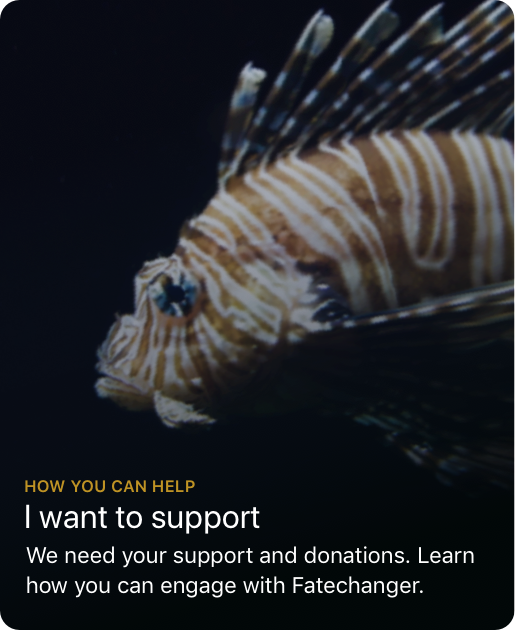 HOW YOU CAN HELP
I want to support
We need your support and donations. Learn
how you can engage with Fatechanger.